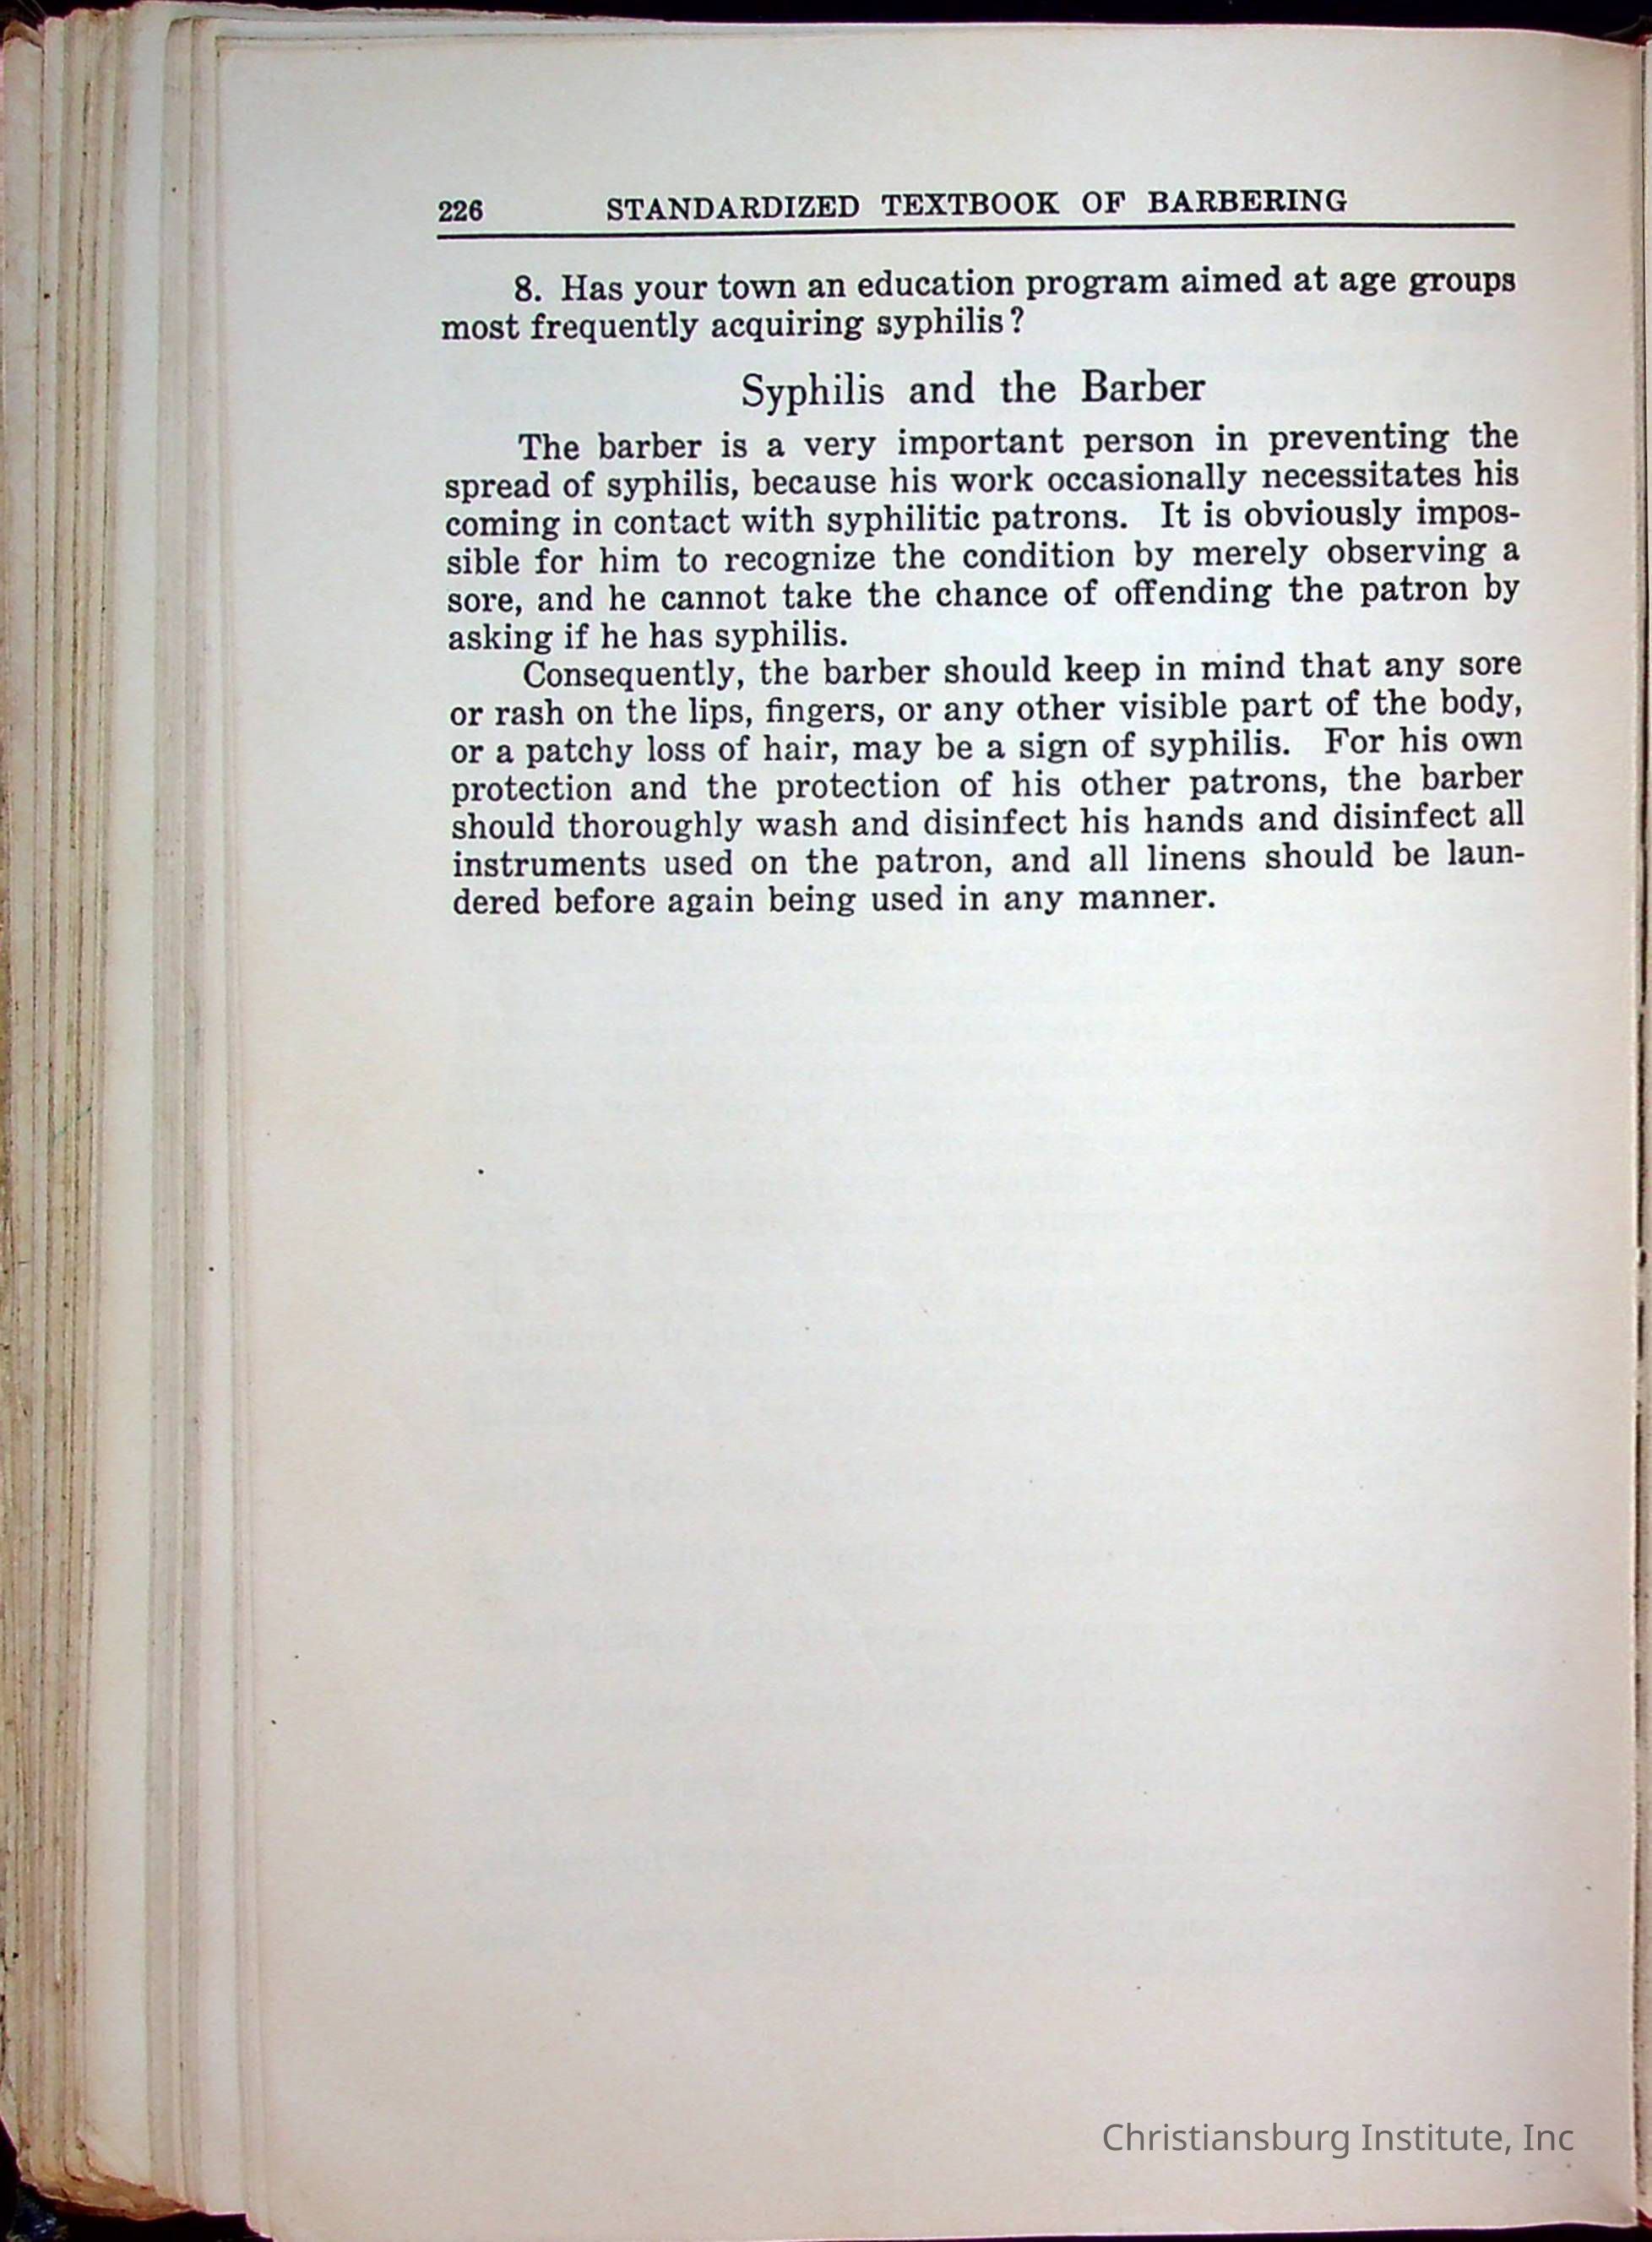 226 STANDARDIZED TEXTBOOK OF BARBERING
8. Has your town an education program aimed at age groups
most frequently acquiring syphilis?
Syphilis and the Barber
The barber is a very important person in preventing the
spread of syphilis, because his work occasionally necessitates his
coming in contact with syphilitic patrons. It is obviously impos-
sible for him to recognize the condition by merely observing a
sore, and he cannot take the chance of offending the patron by
asking if he has syphilis.
Consequently, the barber should keep in mind that any sore
or rash on the lips, fingers, or any other visible part of the body,
or a patchy loss of hair, may be a sign of syphilis. For his own
protection and the protection of his other patrons, the barber
should thoroughly wash and disinfect his hands and disinfect all
instruments used on the patron, and all linens should be laun-
dered before again being used in any manner.
Christiansburg Institute, Inc